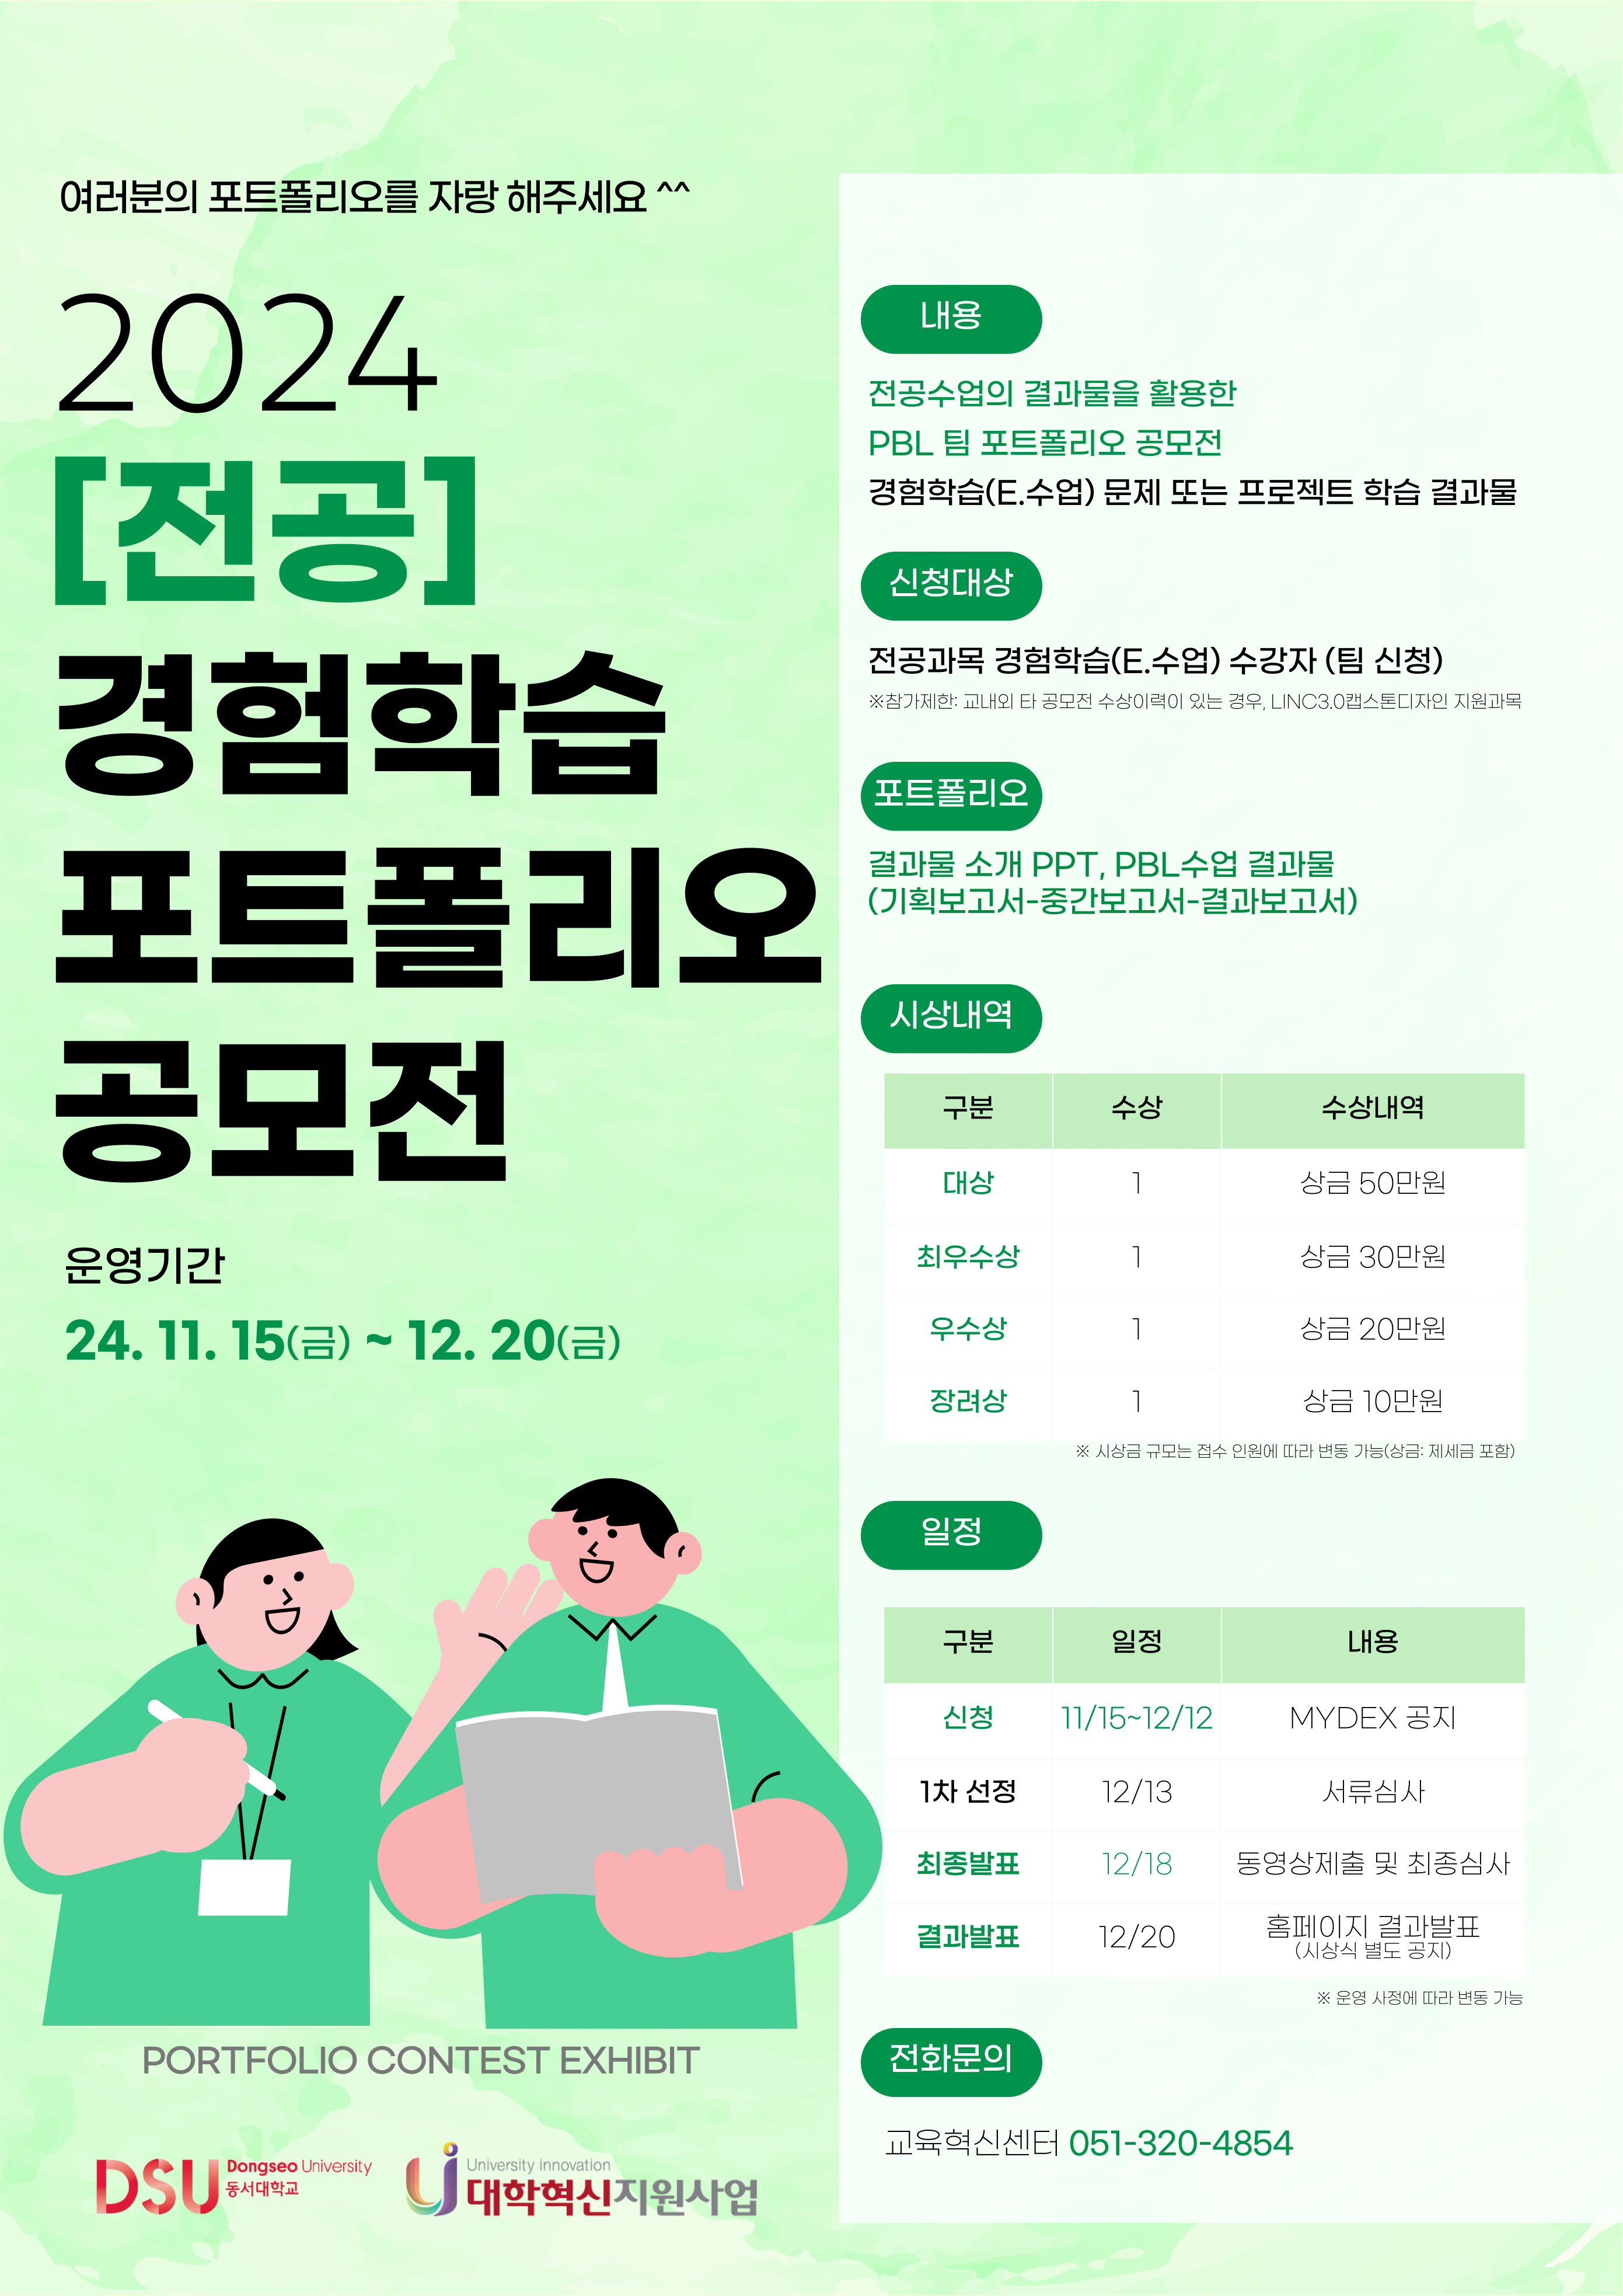 여러분의 포트폴리오를 자랑 해주세요 ^^
2024
[전공]
경험학습
포트폴리오
공모전
운영기간
24. 11. 15(금) ~ 12. 20(금)
PORTFOLIO CONTEST EXHIBIT
DSU Dongseo University
동서대학교
University innovation
대학혁신지원사업
내용
전공수업의 결과물을 활용한
PBL 팀 포트폴리오 공모전
경험학습(E.수업) 문제 또는 프로젝트 학습 결과물
신청대상
전공과목 경험학습(E.수업) 수강자 (팀 신청)
※참가제한: 교내외 타 공모전 수상이력이 있는 경우, LINC3.0캡스톤디자인 지원과목
포트폴리오
결과물 소개 PPT, PBL수업 결과물
(기획보고서-중간보고서-결과보고서)
시상내역
구분 수상 수상내역
대상 1 상금 50만원
최우수상 1 상금 30만원
우수상 1 상금 20만원
장려상 1 상금 10만원
※ 시상금 규모는 접수 인원에 따라 변동 가능(상금: 제세금 포함)
일정
구분 일정 내용
신청 11/15~12/12 MYDEX 공지
1차 선정 12/13 서류심사
최종발표 12/18 동영상제출 및 최종심사
결과발표 12/20 홈페이지 결과발표
(시상식 별도 공지)
※ 운영 사정에 따라 변동 가능
전화문의
교육혁신센터 051-320-4854